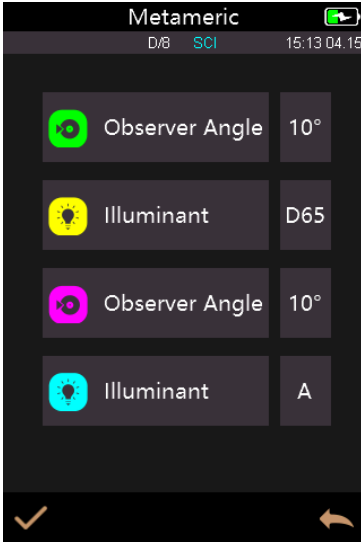 Metameric
D/8 SCI 15:13 04.15
Observer Angle 10°
Illuminant D65
Observer Angle 10°
Illuminant A